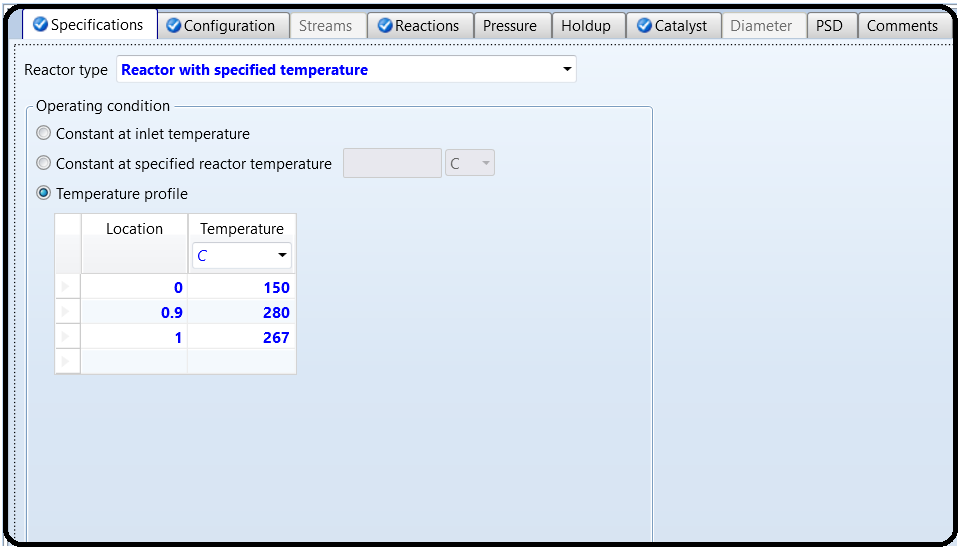 Specifications Configuration Streams Reactions Pressure Holdup Catalyst Diameter PSD Comments
Reactor type Reactor with specified temperature
Operating condition
Constant at inlet temperature
Constant at specified reactor temperature C
Temperature profile
Location Temperature
C
0 150
0.9 280
1 267